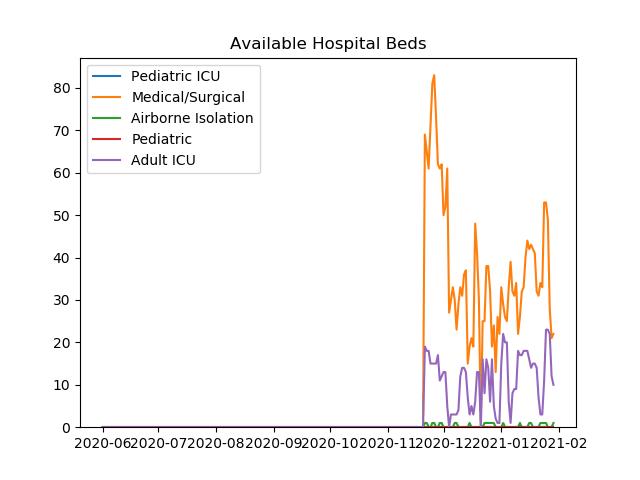 Available Hospital Beds
Pediatric ICU
Medical/Surgical
Airborne Isolation
Pediatric
Adult ICU
80
70
60
50
40
30
20
10
0
2020-06 2020-07 2020-08 2020-09 2020-10 2020-11 2020-12 2021-01 2021-02